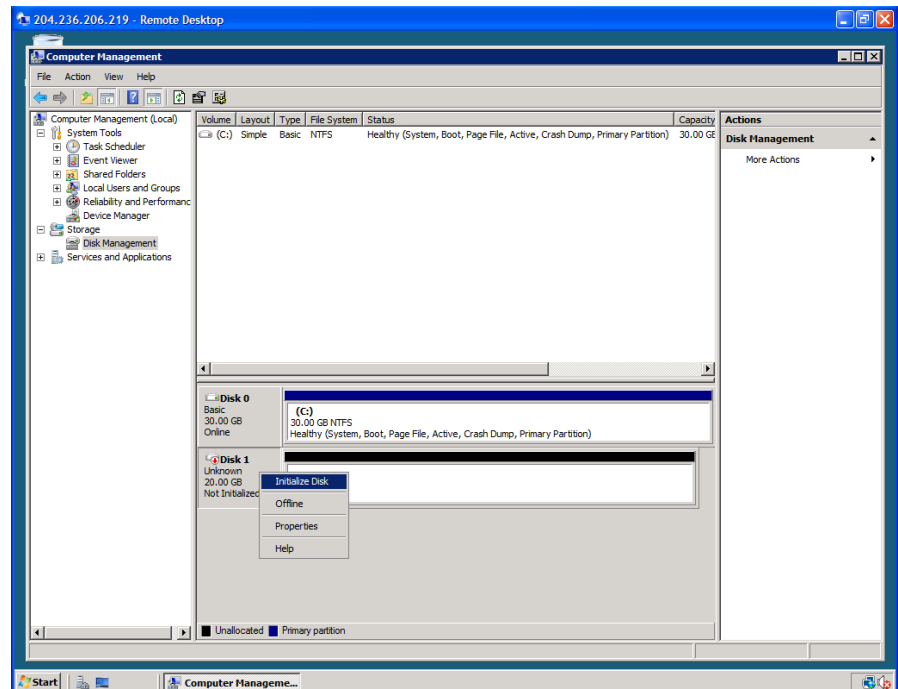 204.236.206.219 - Remote Desktop
Computer Management
File Action View Help
Computer Management (Local)
System Tools
Task Scheduler
Event Viewer
Shared Folders
Local Users and Groups
Reliability and Performanc
Device Manager
Storage
Disk Management
Services and Applications
Volume Layout Type File System Status Capacity
(C:) Simple Basic NTFS Healthy (System, Boot, Page File, Active, Crash Dump, Primary Partition) 30.00 GB
Actions
Disk Management
More Actions
Disk 0
Basic
30.00 GB
Online
(C:)
30.00 GB NTFS
Healthy (System, Boot, Page File, Active, Crash Dump, Primary Partition)
Disk 1
Unknown
20.00 GB
Not Initialized
Initialize Disk
Offline
Properties
Help
Unallocated Primary partition
Start
Computer Manageme...